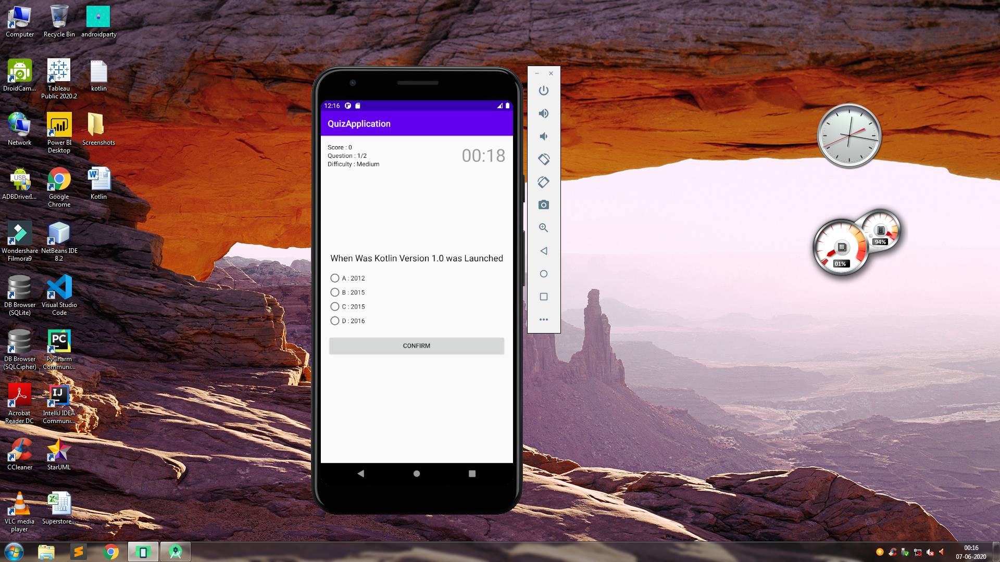 Computer
Recycle Bin
androidparty
DroidCam...
Tableau
Public 2020.2
kotlin
Network
Power BI
Desktop
Screenshots
USB
ADBDriverI...
Google
Chrome
Kotlin
Wondershare
Filmora9
NetBeans IDE
8.2
DB Browser
(SQLite)
Visual Studio
Code
DB Browser
(SQLCipher)
PC
PyCharm
Communi...
Acrobat
Reader DC
IJ
IntelliJ IDEA
Communi...
CCleaner
StarUML
VLC media
player
Superstore...
12:16
QuizApplication
Score : 0
Question : 1/2
Difficulty : Medium
00:18
When Was Kotlin Version 1.0 was Launched
A : 2012
B : 2015
C : 2015
D : 2016
CONFIRM
94%
01%
00:16
07-06-2020